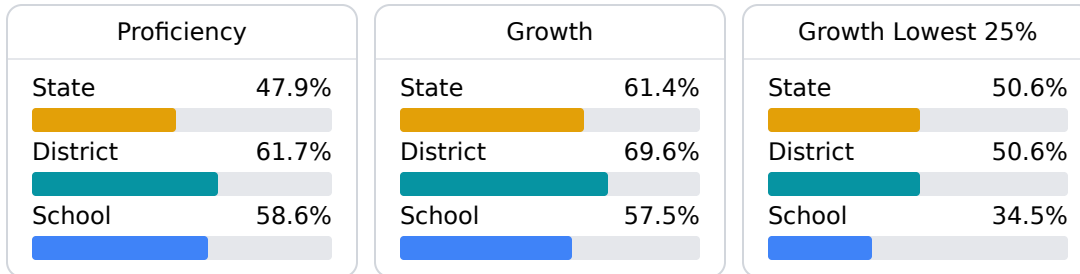 Proficiency
State 47.9%
District 61.7%
School 58.6%
Growth
State 61.4%
District 69.6%
School 57.5%
Growth Lowest 25%
State 50.6%
District 50.6%
School 34.5%